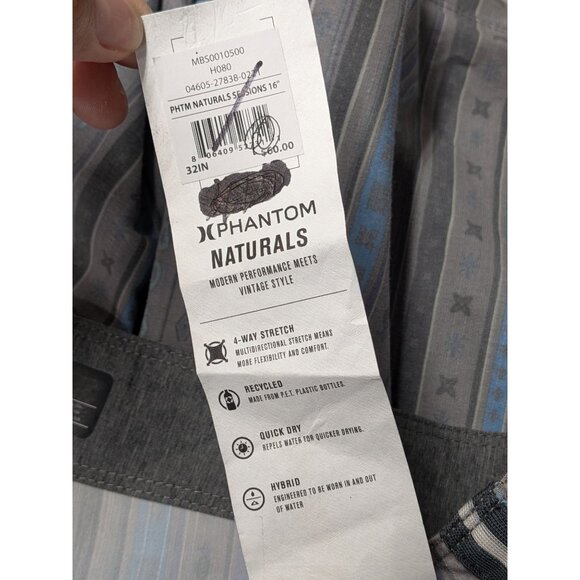 MBS0010500
H080
PHTM NATURALS SESSIONS 16"
32IN
$60.00
PHANTOM
NATURALS
MODERN PERFORMANCE MEETS
VINTAGE STYLE
4-WAY STRETCH
MULTIDIRECTIONAL STRETCH MEANS
MORE FLEXIBILITY AND COMFORT.
RECYCLED
MADE FROM P.E.T. PLASTIC BOTTLES.
QUICK DRY
REPELS WATER FOR QUICKER DRYING.
HYBRID
ENGINEERED TO BE WORN IN AND OUT
OF WATER